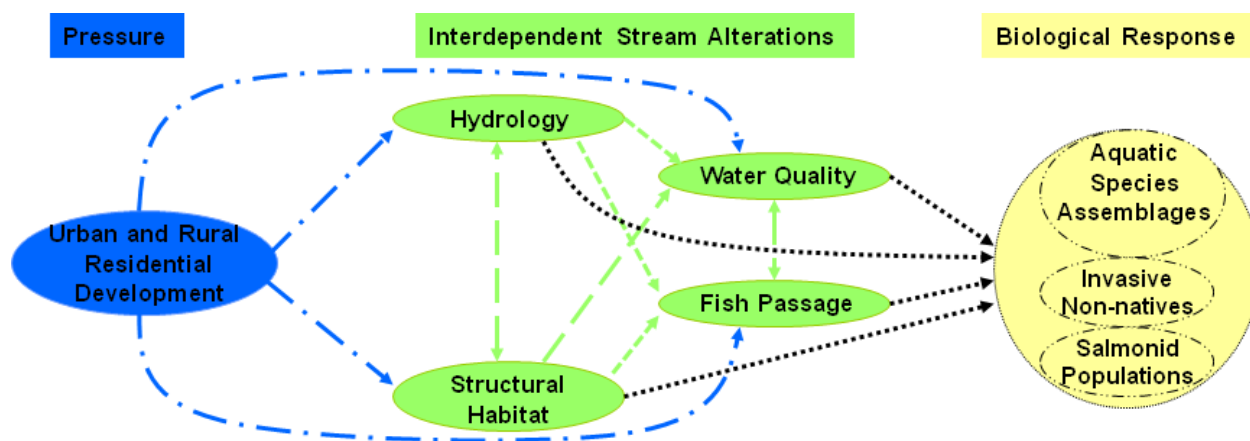 Pressure
Interdependent Stream Alterations
Biological Response
Hydrology
Water Quality
Aquatic
Species
Assemblages
Urban and Rural
Residential
Development
Fish Passage
Invasive
Non-natives
Structural
Habitat
Salmonid
Populations